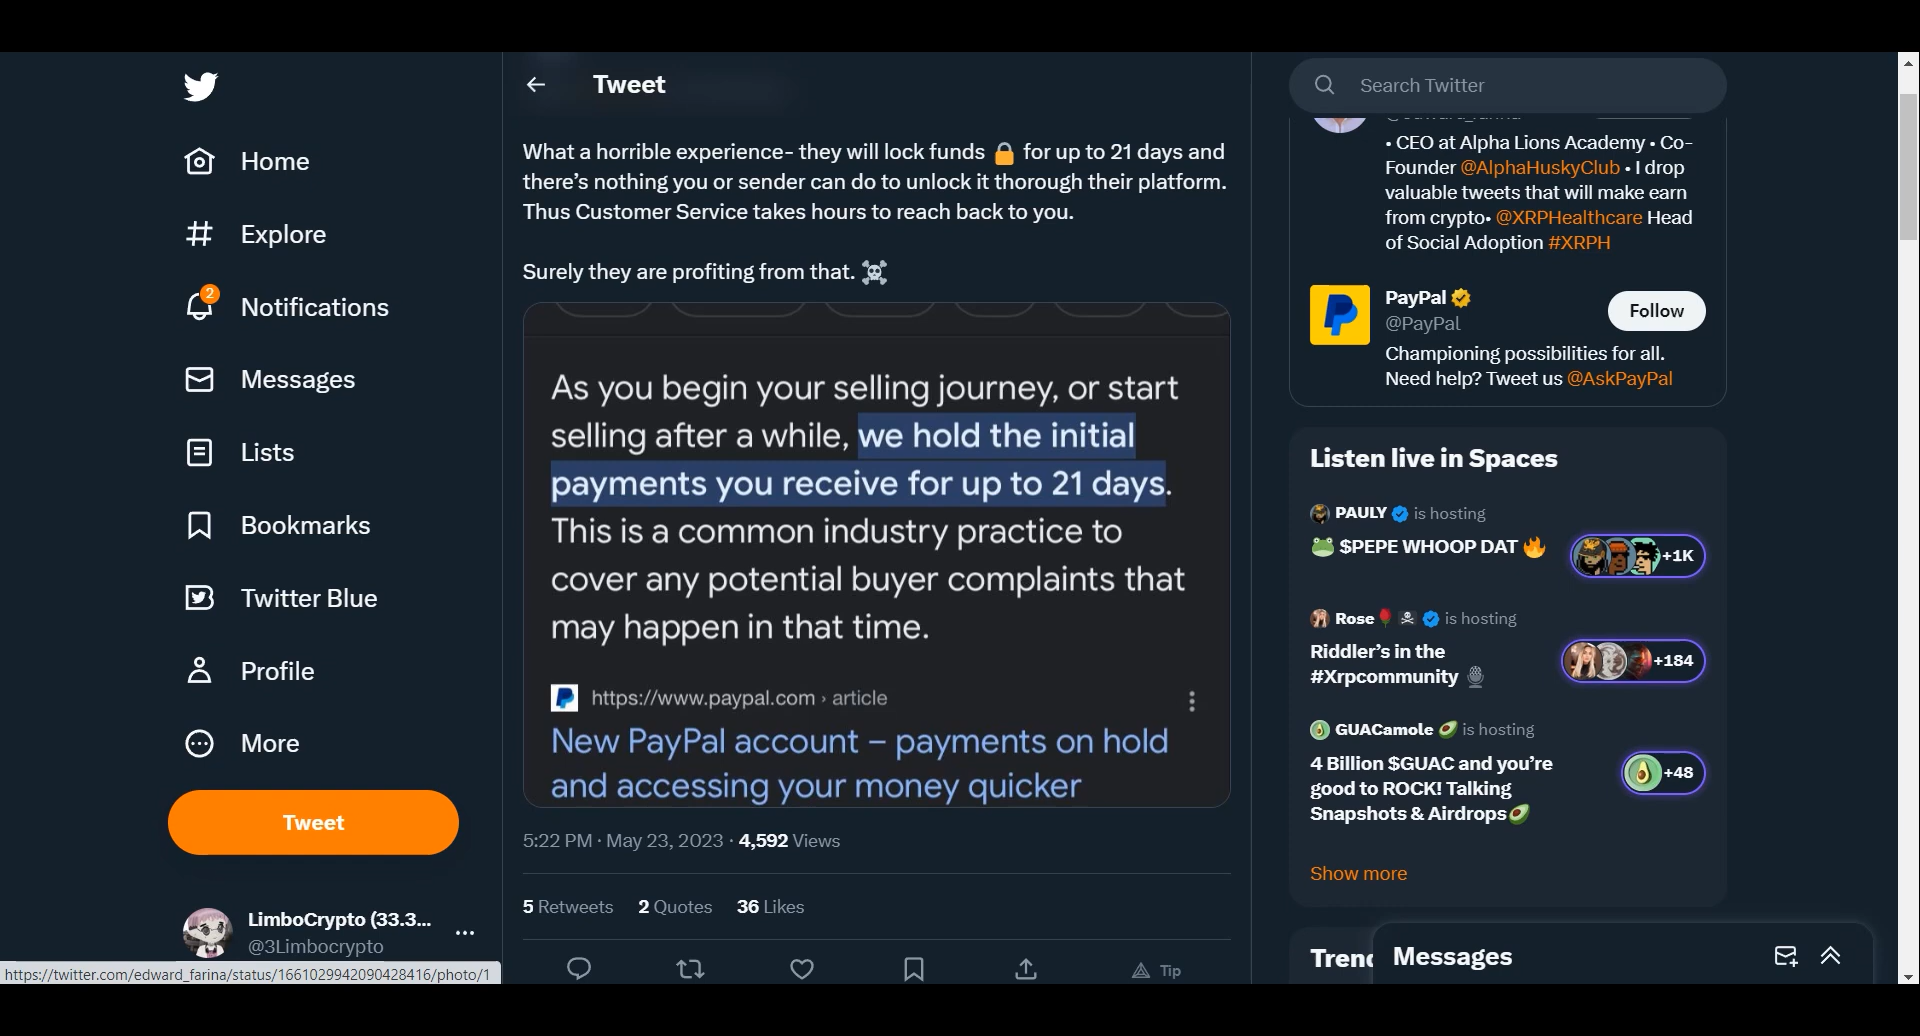 Home
Explore
2
Notifications
Messages
Lists
Bookmarks
Twitter Blue
Profile
More
Tweet
LimboCrypto (33.3...
@3Limbocrypto
https://twitter.com/edward_farina/status/1661029942090428416/photo/1
Tweet
What a horrible experience- they will lock funds 🔒 for up to 21 days and
there’s nothing you or sender can do to unlock it thorough their platform.
Thus Customer Service takes hours to reach back to you.
Surely they are profiting from that. ☠️
As you begin your selling journey, or start
selling after a while, we hold the initial
payments you receive for up to 21 days.
This is a common industry practice to
cover any potential buyer complaints that
may happen in that time.
https://www.paypal.com › article
New PayPal account – payments on hold
and accessing your money quicker
5:22 PM · May 23, 2023 · 4,592 Views
5 Retweets 2 Quotes 36 Likes
Tip
Search Twitter
• CEO at Alpha Lions Academy • Co-
Founder @AlphaHuskyClub • I drop
valuable tweets that will make earn
from crypto• @XRPHealthcare Head
of Social Adoption #XRPH
PayPal
@PayPal
Follow
Championing possibilities for all.
Need help? Tweet us @AskPayPal
Listen live in Spaces
PAULY is hosting
🐸 $PEPE WHOOP DAT 🔥
+1K
Rose🌹 ☠️ is hosting
Riddler’s in the
#Xrpcommunity 🎙️
+184
GUACamole 🥑 is hosting
4 Billion $GUAC and you’re
good to ROCK! Talking
Snapshots & Airdrops🥑
+48
Show more
Messages